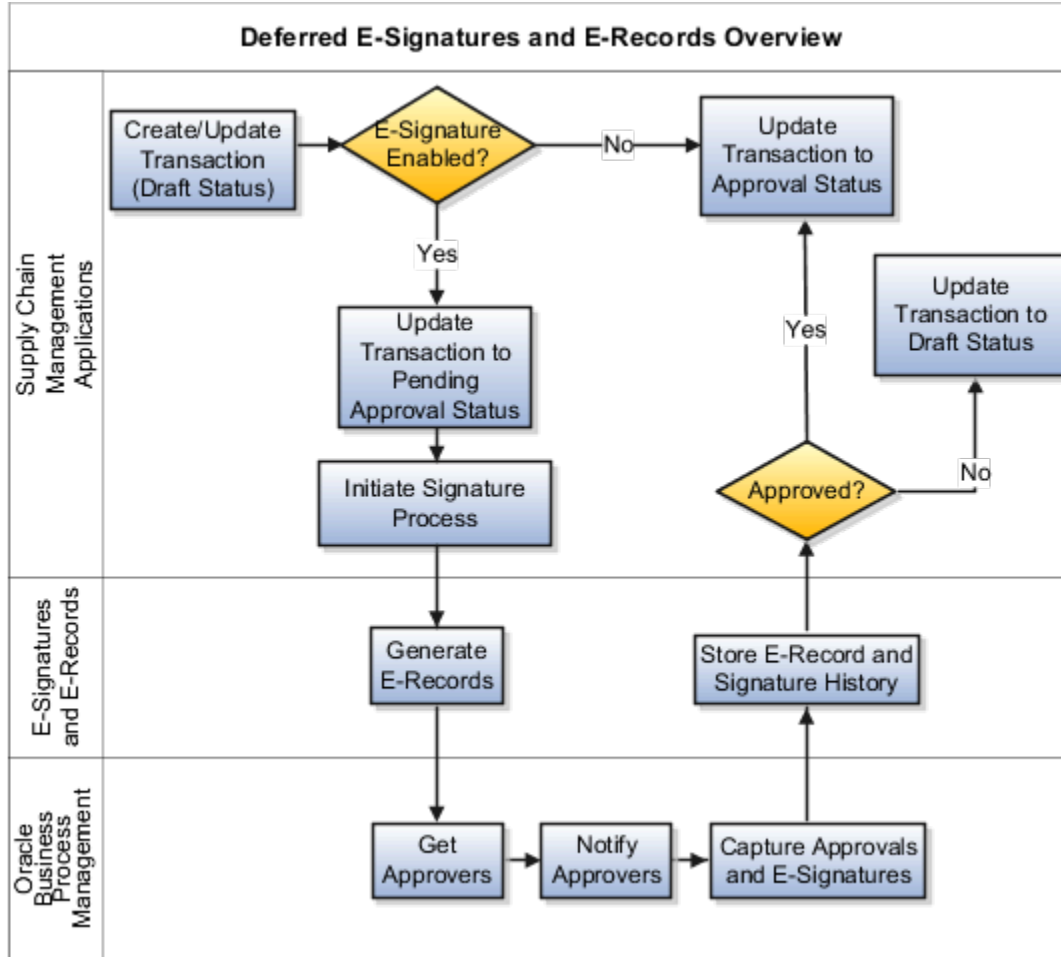 Deferred E-Signatures and E-Records Overview
Supply Chain
Management
Applications
Create/Update
Transaction
(Draft Status)
E-Signature
Enabled?
No
Update
Transaction to
Approval Status
Yes
Update
Transaction to
Pending
Approval Status
Initiate Signature
Process
Update
Transaction to
Draft Status
Yes
Approved?
No
E-Signatures
and E-Records
Generate
E-Records
Store E-Record and
Signature History
Oracle
Business
Process
Management
Get
Approvers
Notify
Approvers
Capture Approvals
and E-Signatures